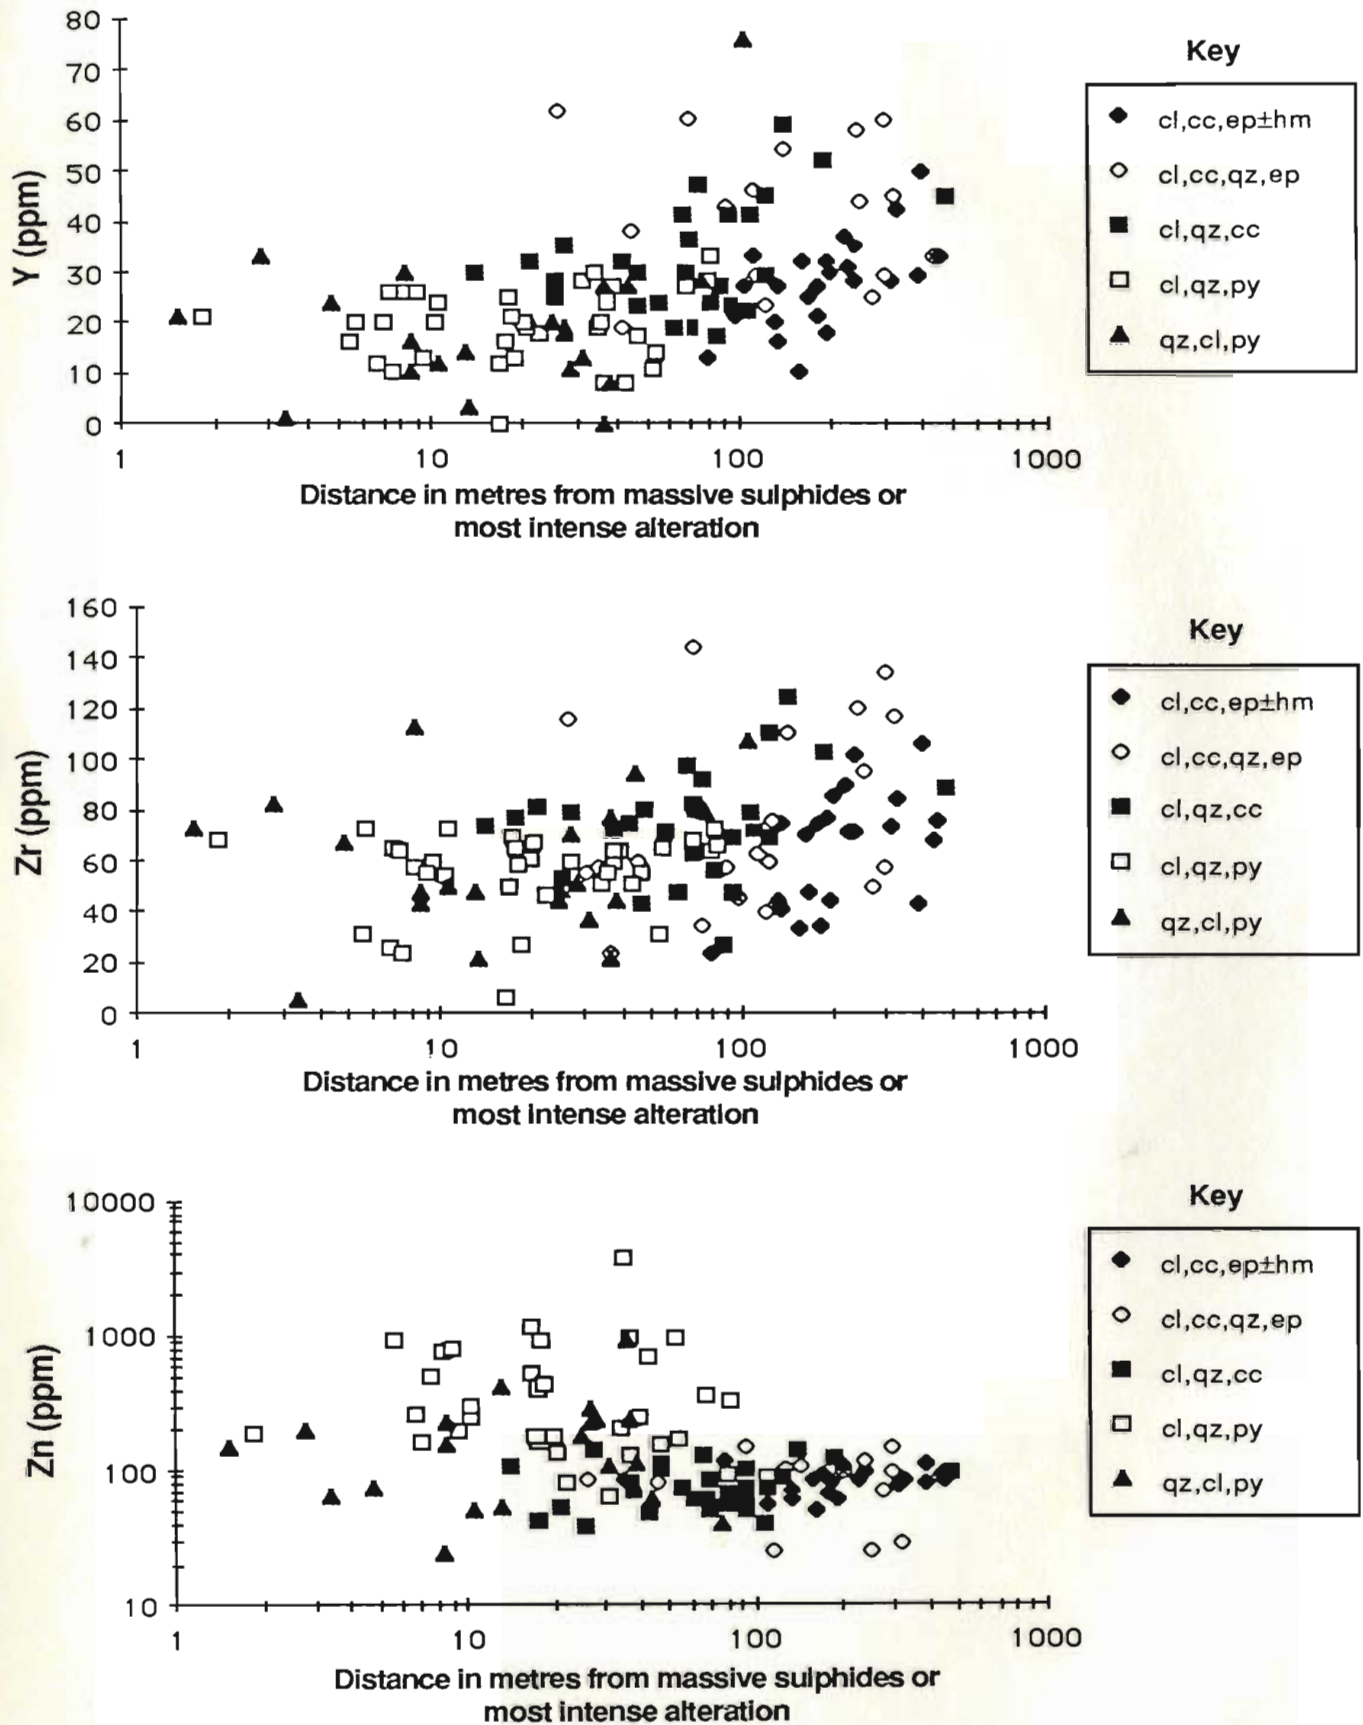 80
70
60
50
40
30
20
10
0
Y (ppm)
1 10 100 1000
Distance in metres from massive sulphides or
most intense alteration
Key
cl,cc,ep±hm
cl,cc,qz,ep
cl,qz,cc
cl,qz,py
qz,cl,py
160
140
120
100
80
60
40
20
0
Zr (ppm)
1 10 100 1000
Distance in metres from massive sulphides or
most intense alteration
Key
cl,cc,ep±hm
cl,cc,qz,ep
cl,qz,cc
cl,qz,py
qz,cl,py
10000
1000
100
10
Zn (ppm)
1 10 100 1000
Distance in metres from massive sulphides or
most intense alteration
Key
cl,cc,ep±hm
cl,cc,qz,ep
cl,qz,cc
cl,qz,py
qz,cl,py